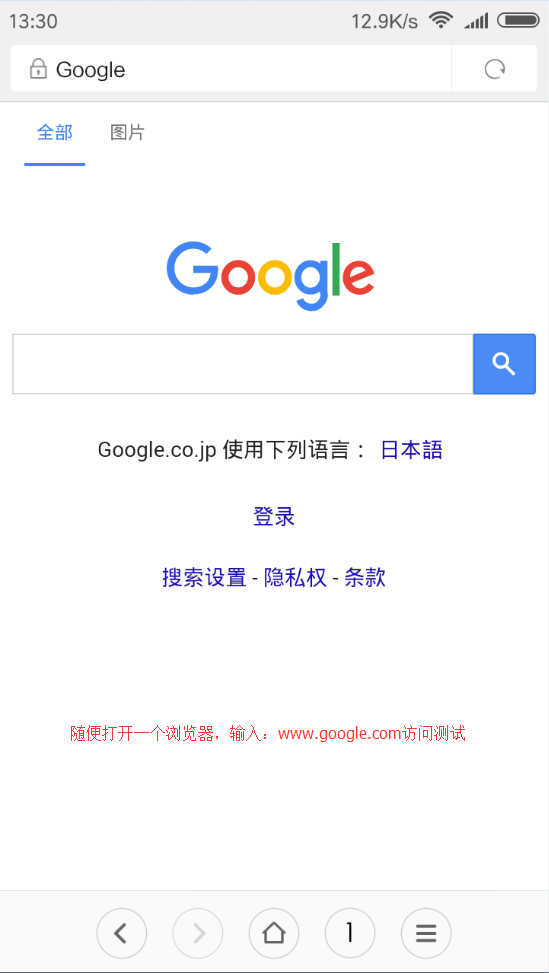 13:30 12.9K/s
Google
全部 图片
Google
Google.co.jp 使用下列语言： 日本語
登录
搜索设置 - 隐私权 - 条款
随便打开一个浏览器，输入：www.google.com访问测试
1